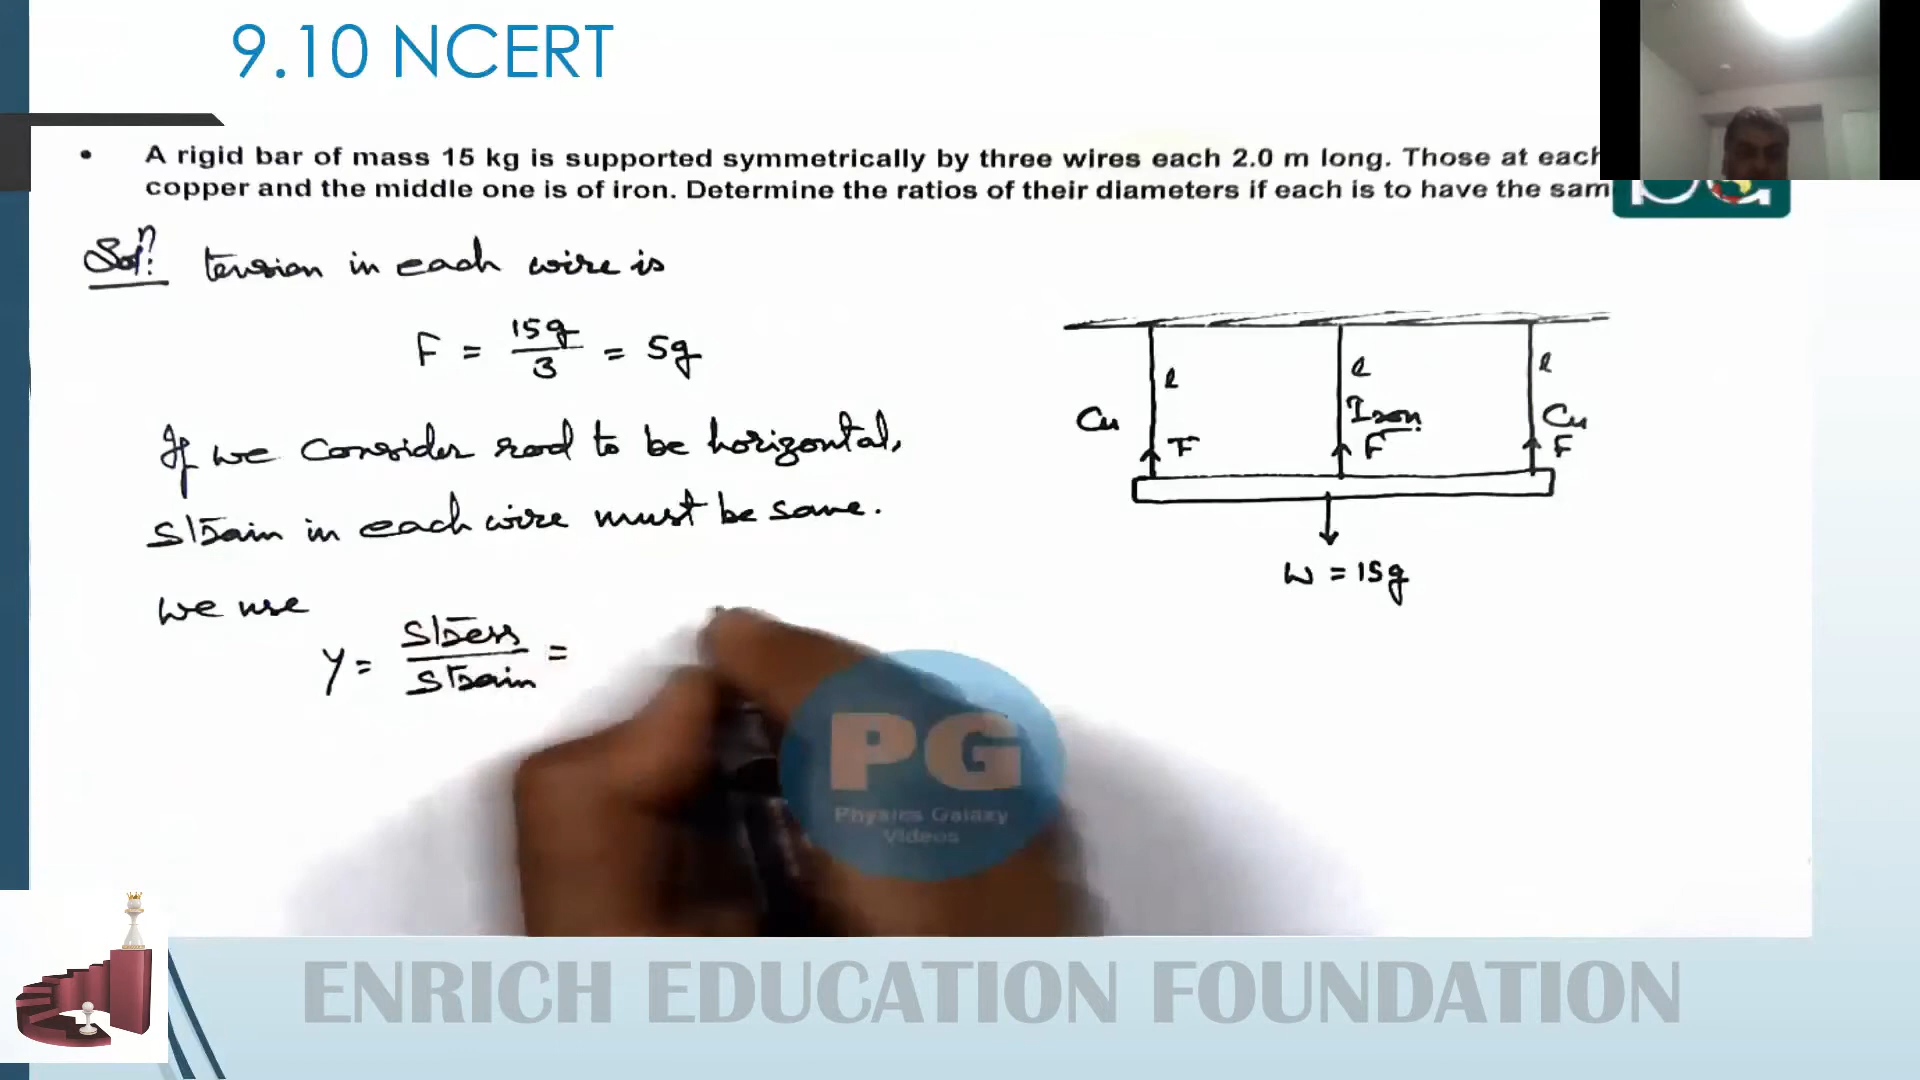 9.10 NCERT
• A rigid bar of mass 15 kg is supported symmetrically by three wires each 2.0 m long. Those at each
copper and the middle one is of iron. Determine the ratios of their diameters if each is to have the sam
Solⁿ: tension in each wire is
F = 15g/3 = 5g
If we consider rod to be horizontal,
strain in each wire must be same.
we use
Y = stress/strain =
l
l
l
Cu
Iron
Cu
F
F
F
W = 15g
PG
Physics Galaxy
Videos
ENRICH EDUCATION FOUNDATION